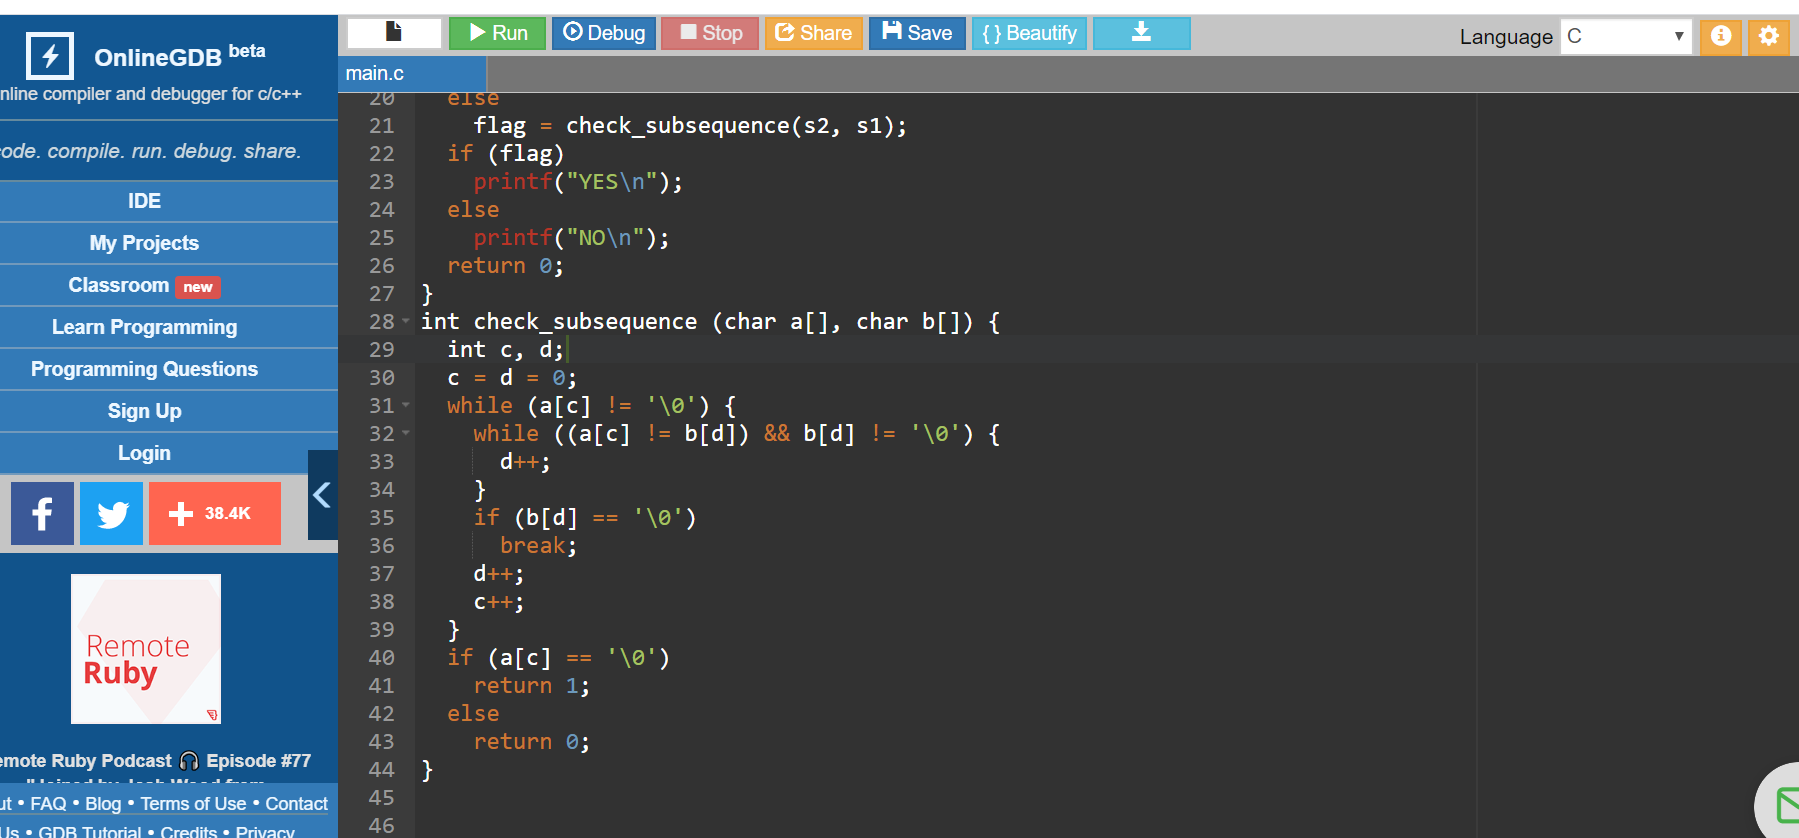 OnlineGDB beta
nline compiler and debugger for c/c++
ode. compile. run. debug. share.
IDE
My Projects
Classroom new
Learn Programming
Programming Questions
Sign Up
Login
38.4K
Remote
Ruby
emote Ruby Podcast 🎧 Episode #77
ut • FAQ • Blog • Terms of Use • Contact
Us • GDB Tutorial • Credits • Privacy
Run Debug Stop Share Save { } Beautify
Language C
main.c
20 else
21 flag = check_subsequence(s2, s1);
22 if (flag)
23 printf("YES\n");
24 else
25 printf("NO\n");
26 return 0;
27 }
28 int check_subsequence (char a[], char b[]) {
29 int c, d;
30 c = d = 0;
31 while (a[c] != '\0') {
32 while ((a[c] != b[d]) && b[d] != '\0') {
33 d++;
34 }
35 if (b[d] == '\0')
36 break;
37 d++;
38 c++;
39 }
40 if (a[c] == '\0')
41 return 1;
42 else
43 return 0;
44 }
45
46